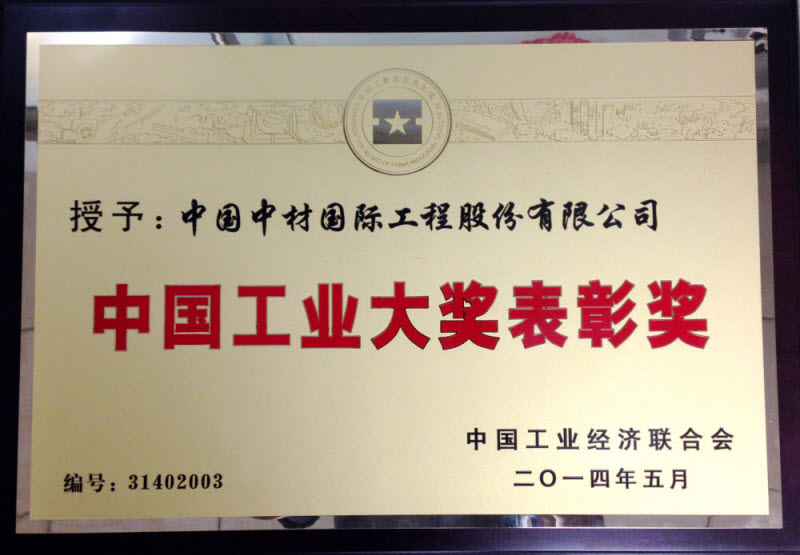 授予：中国中材国际工程股份有限公司
中国工业大奖表彰奖
中国工业经济联合会
二〇一四年五月
编号：31402003